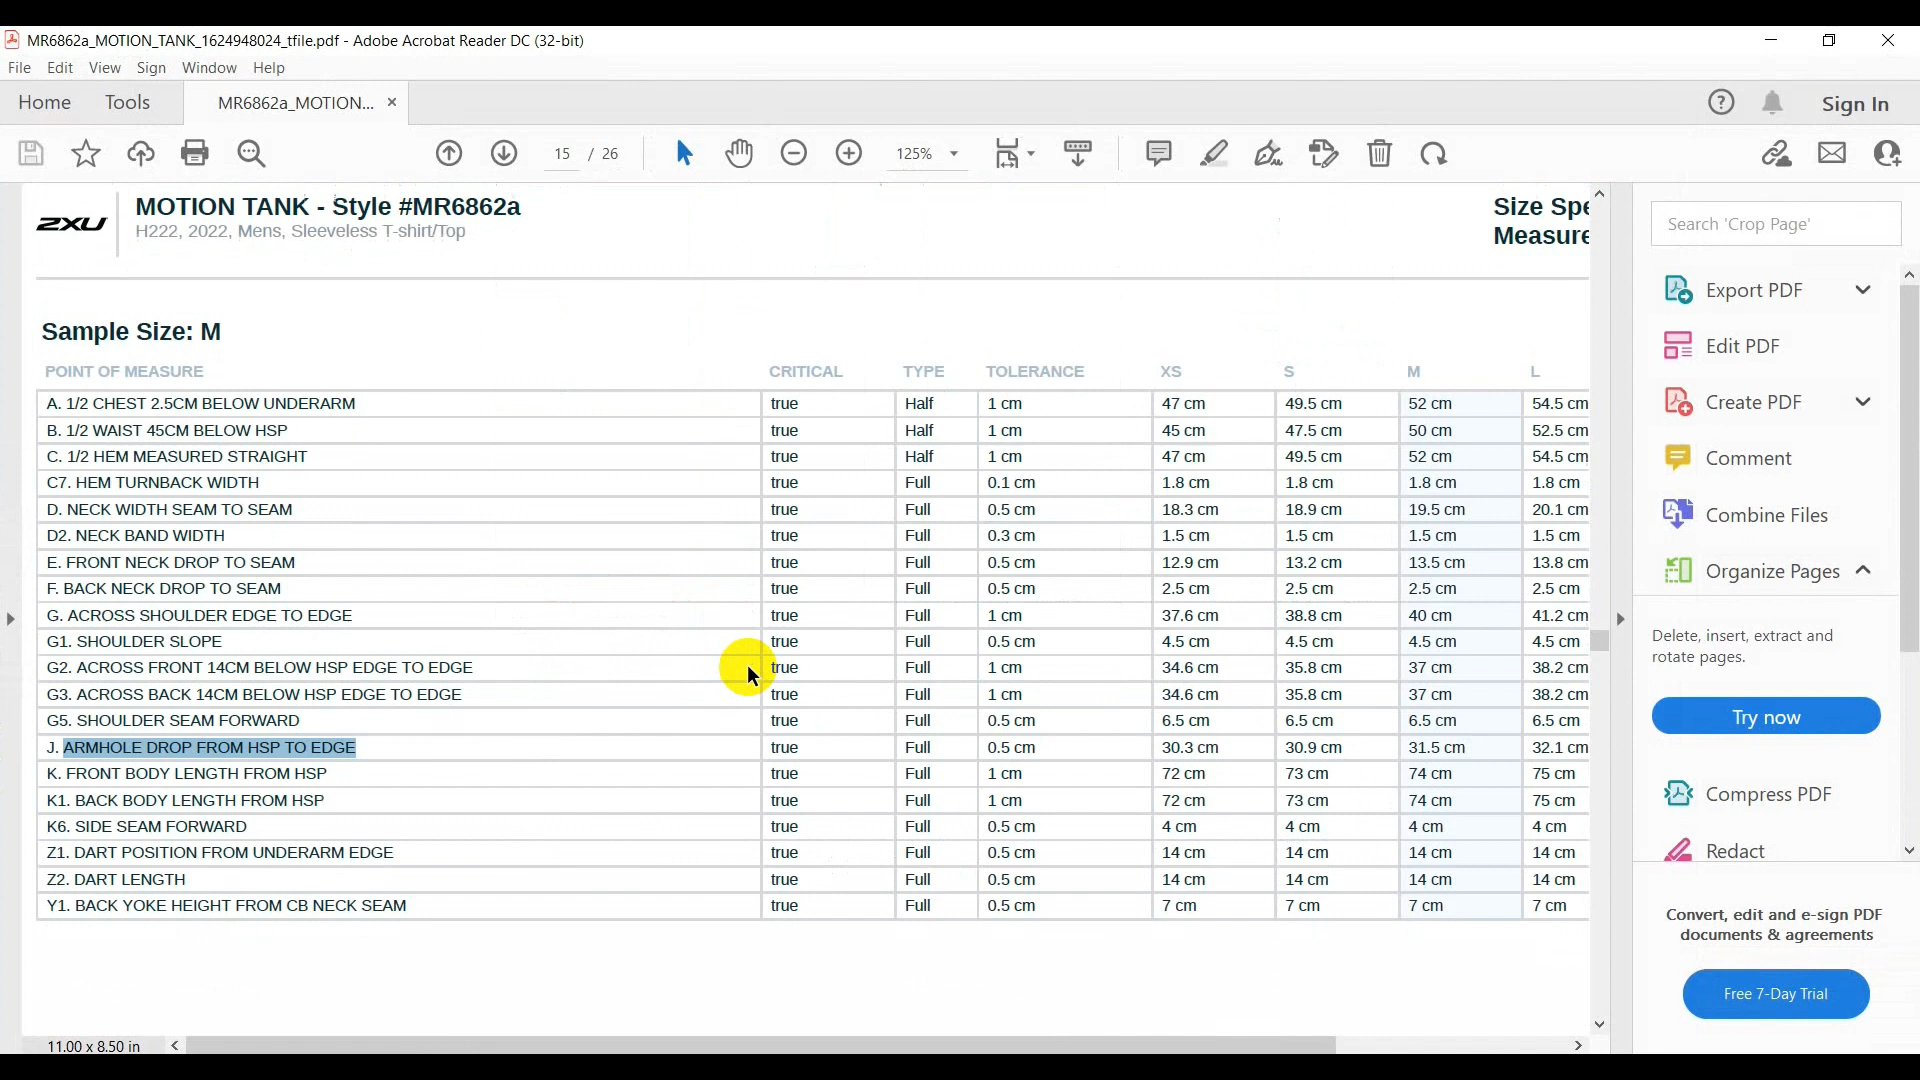 MR6862a_MOTION_TANK_1624948024_tfile.pdf - Adobe Acrobat Reader DC (32-bit)
File Edit View Sign Window Help
Home Tools MR6862a_MOTION... × Sign In
15 / 26 125%
2XU
MOTION TANK - Style #MR6862a
H222, 2022, Mens, Sleeveless T-shirt/Top
Size Spe
Measure
Sample Size: M
POINT OF MEASURE CRITICAL TYPE TOLERANCE XS S M L
A. 1/2 CHEST 2.5CM BELOW UNDERARM true Half 1 cm 47 cm 49.5 cm 52 cm 54.5 cm
B. 1/2 WAIST 45CM BELOW HSP true Half 1 cm 45 cm 47.5 cm 50 cm 52.5 cm
C. 1/2 HEM MEASURED STRAIGHT true Half 1 cm 47 cm 49.5 cm 52 cm 54.5 cm
C7. HEM TURNBACK WIDTH true Full 0.1 cm 1.8 cm 1.8 cm 1.8 cm 1.8 cm
D. NECK WIDTH SEAM TO SEAM true Full 0.5 cm 18.3 cm 18.9 cm 19.5 cm 20.1 cm
D2. NECK BAND WIDTH true Full 0.3 cm 1.5 cm 1.5 cm 1.5 cm 1.5 cm
E. FRONT NECK DROP TO SEAM true Full 0.5 cm 12.9 cm 13.2 cm 13.5 cm 13.8 cm
F. BACK NECK DROP TO SEAM true Full 0.5 cm 2.5 cm 2.5 cm 2.5 cm 2.5 cm
G. ACROSS SHOULDER EDGE TO EDGE true Full 1 cm 37.6 cm 38.8 cm 40 cm 41.2 cm
G1. SHOULDER SLOPE true Full 0.5 cm 4.5 cm 4.5 cm 4.5 cm 4.5 cm
G2. ACROSS FRONT 14CM BELOW HSP EDGE TO EDGE true Full 1 cm 34.6 cm 35.8 cm 37 cm 38.2 cm
G3. ACROSS BACK 14CM BELOW HSP EDGE TO EDGE true Full 1 cm 34.6 cm 35.8 cm 37 cm 38.2 cm
G5. SHOULDER SEAM FORWARD true Full 0.5 cm 6.5 cm 6.5 cm 6.5 cm 6.5 cm
J. ARMHOLE DROP FROM HSP TO EDGE true Full 0.5 cm 30.3 cm 30.9 cm 31.5 cm 32.1 cm
K. FRONT BODY LENGTH FROM HSP true Full 1 cm 72 cm 73 cm 74 cm 75 cm
K1. BACK BODY LENGTH FROM HSP true Full 1 cm 72 cm 73 cm 74 cm 75 cm
K6. SIDE SEAM FORWARD true Full 0.5 cm 4 cm 4 cm 4 cm 4 cm
Z1. DART POSITION FROM UNDERARM EDGE true Full 0.5 cm 14 cm 14 cm 14 cm 14 cm
Z2. DART LENGTH true Full 0.5 cm 14 cm 14 cm 14 cm 14 cm
Y1. BACK YOKE HEIGHT FROM CB NECK SEAM true Full 0.5 cm 7 cm 7 cm 7 cm 7 cm
11.00 x 8.50 in
Search 'Crop Page'
Export PDF
Edit PDF
Create PDF
Comment
Combine Files
Organize Pages
Delete, insert, extract and
rotate pages.
Try now
Compress PDF
Redact
Convert, edit and e-sign PDF
documents & agreements
Free 7-Day Trial